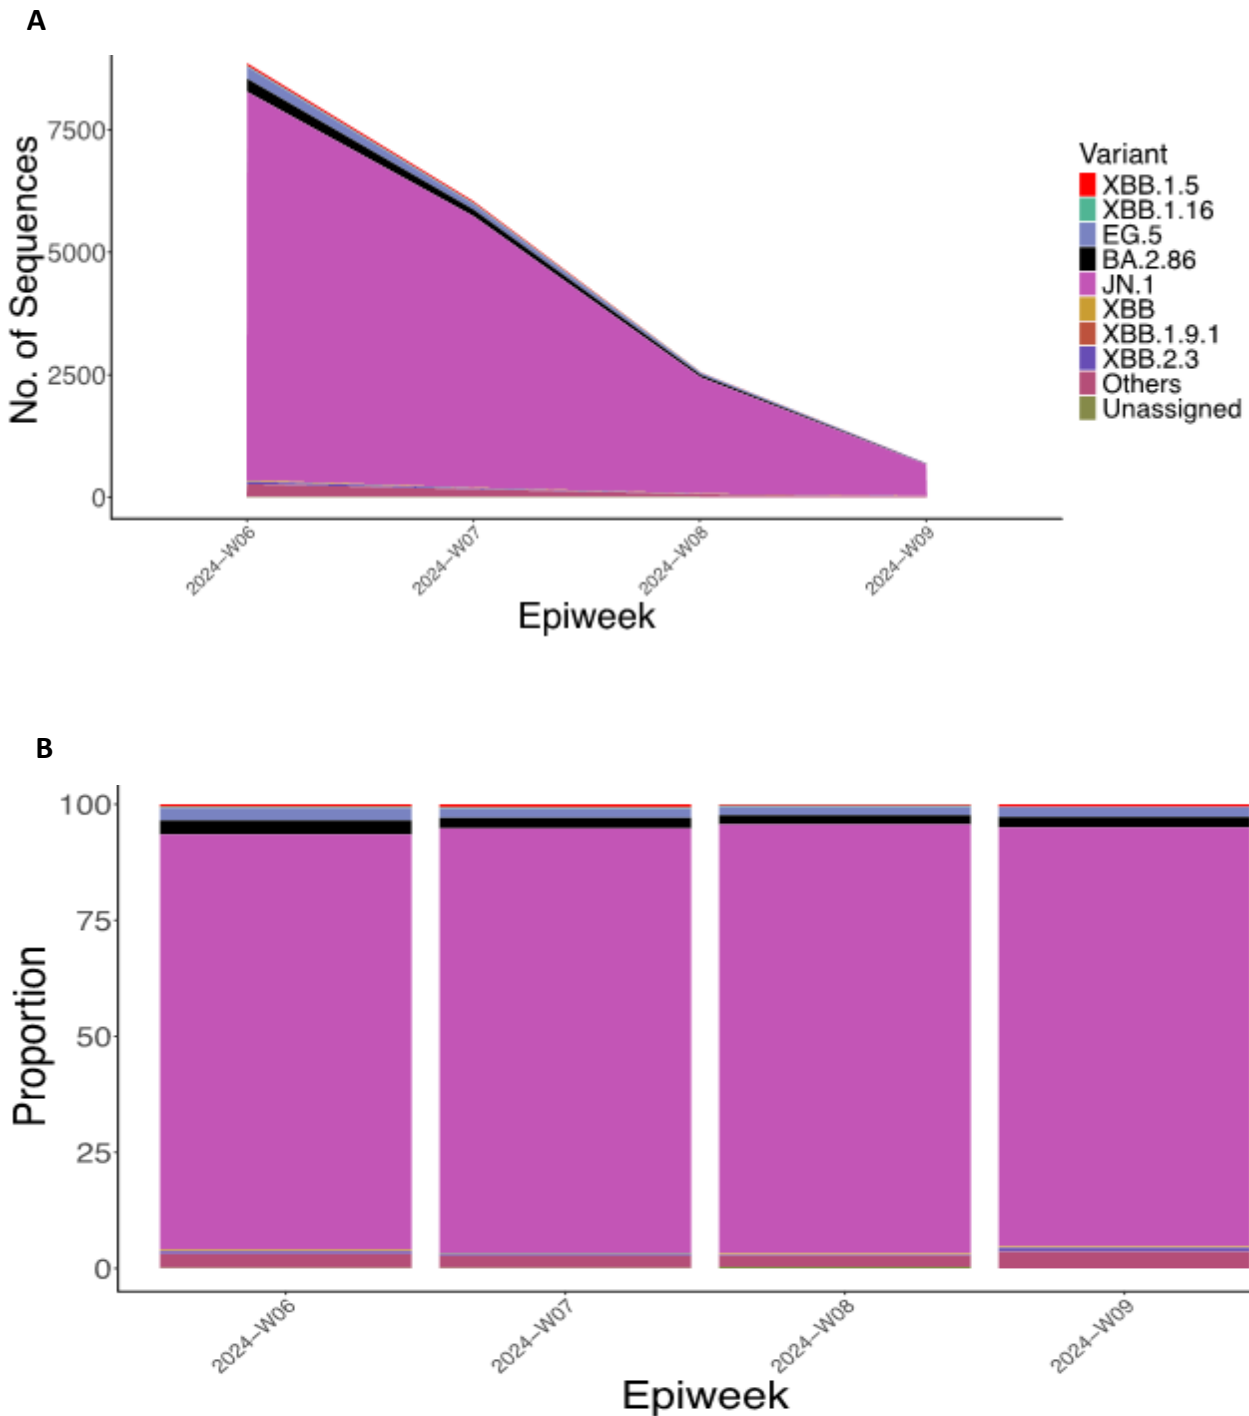 A
No. of Sequences
7500
5000
2500
0
2024–W06
2024–W07
2024–W08
2024–W09
Epiweek
Variant
XBB.1.5
XBB.1.16
EG.5
BA.2.86
JN.1
XBB
XBB.1.9.1
XBB.2.3
Others
Unassigned
B
Proportion
100
75
50
25
0
2024–W06
2024–W07
2024–W08
2024–W09
Epiweek